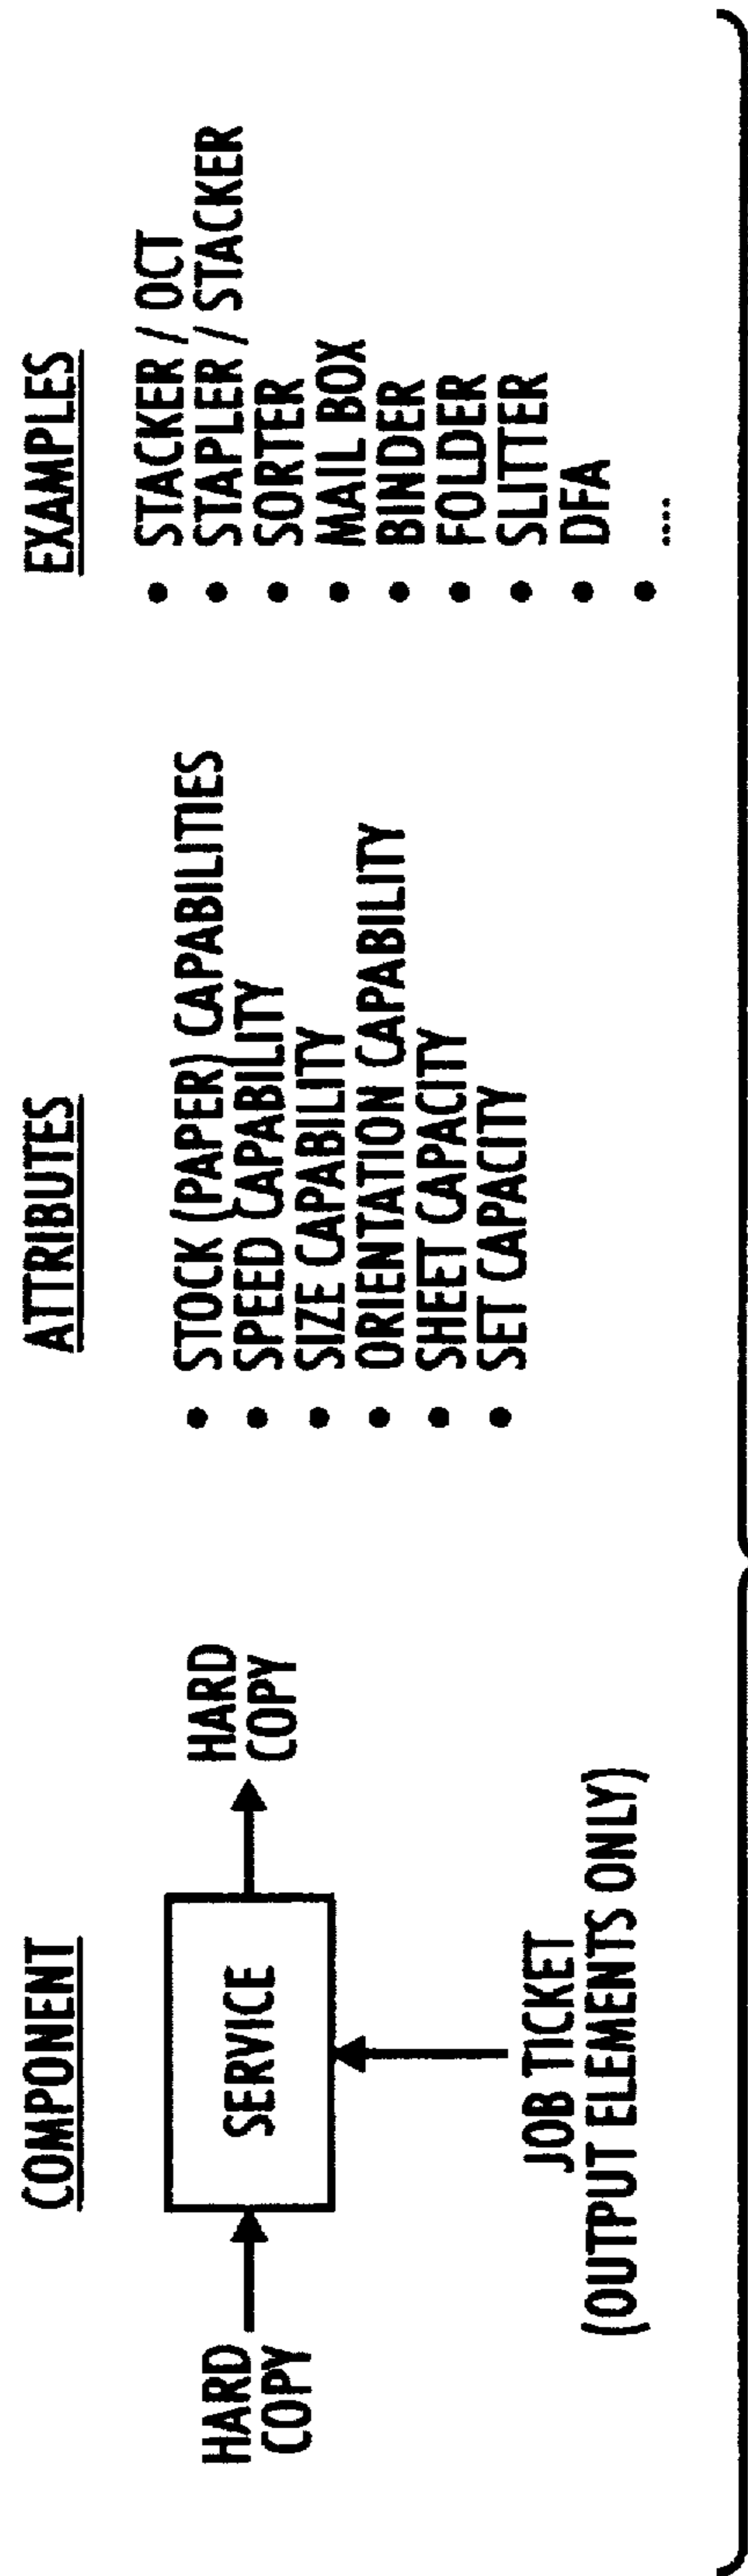 COMPONENT
HARD
COPY
SERVICE
HARD
COPY
JOB TICKET
(OUTPUT ELEMENTS ONLY)
ATTRIBUTES
• STOCK (PAPER) CAPABILITIES
• SPEED CAPABILITY
• SIZE CAPABILITY
• ORIENTATION CAPABILITY
• SHEET CAPACITY
• SET CAPACITY
EXAMPLES
• STACKER / OCT
• STAPLER / STACKER
• SORTER
• MAIL BOX
• BINDER
• FOLDER
• SLITTER
• DFA
• ....